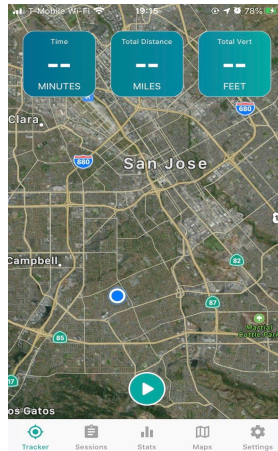 T-Mobile Wi-Fi 19:15 78%
Time Total Distance Total Vert
-- -- --
MINUTES MILES FEET
Clara
680
880
San Jose
Campbell
82
87
85
Martial
17
os Gatos
Tracker Sessions Stats Maps Settings